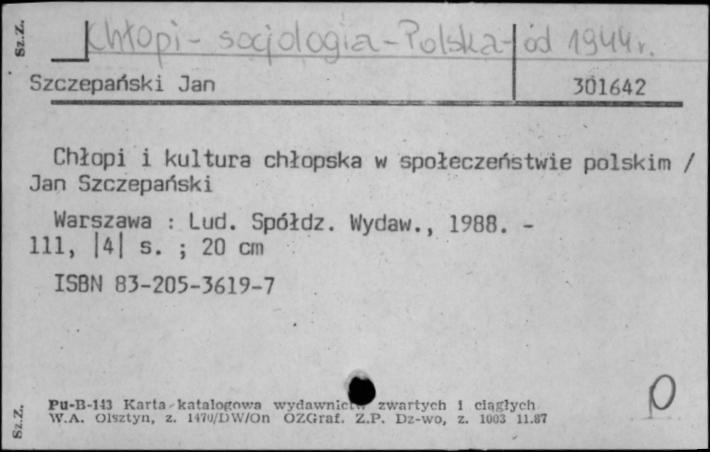 Sz.Z.
Chłopi - socjologia - Polska - od 1944 r.
Szczepański Jan 301642
Chłopi i kultura chłopska w społeczeństwie polskim /
Jan Szczepański
Warszawa : Lud. Spółdz. Wydaw., 1988. -
111, |4| s. ; 20 cm
ISBN 83-205-3619-7
Sz.Z.
Pu-B-143 Karta katalogowa wydawnictw zwartych i ciągłych
W.A. Olsztyn, z. 1470/DW/On OZGraf. Z.P. Dz-wo, z. 1003 11.87
O